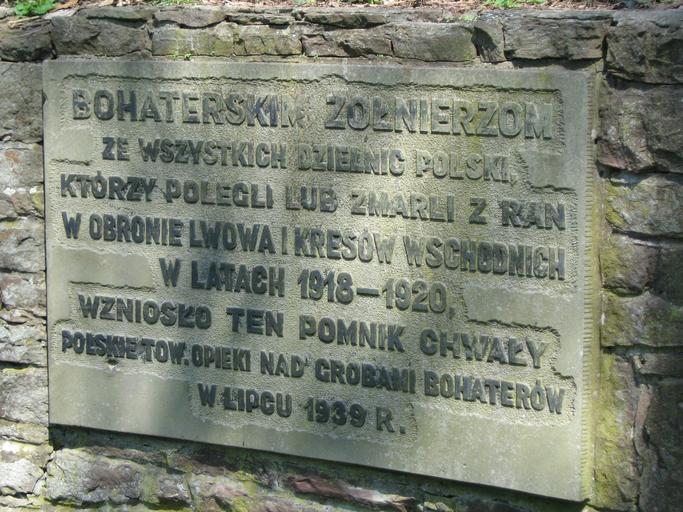 BOHATERSKIM ŻOŁNIERZOM
ZE WSZYSTKICH DZIELNIC POLSKI,
KTÓRZY POLEGLI LUB ZMARLI Z RAN
W OBRONIE LWOWA I KRESÓW WSCHODNICH
W LATACH 1918—1920,
WZNIOSŁO TEN POMNIK CHWAŁY
POLSKIE TOW. OPIEKI NAD GROBAMI BOHATERÓW
W LIPCU 1939 R.